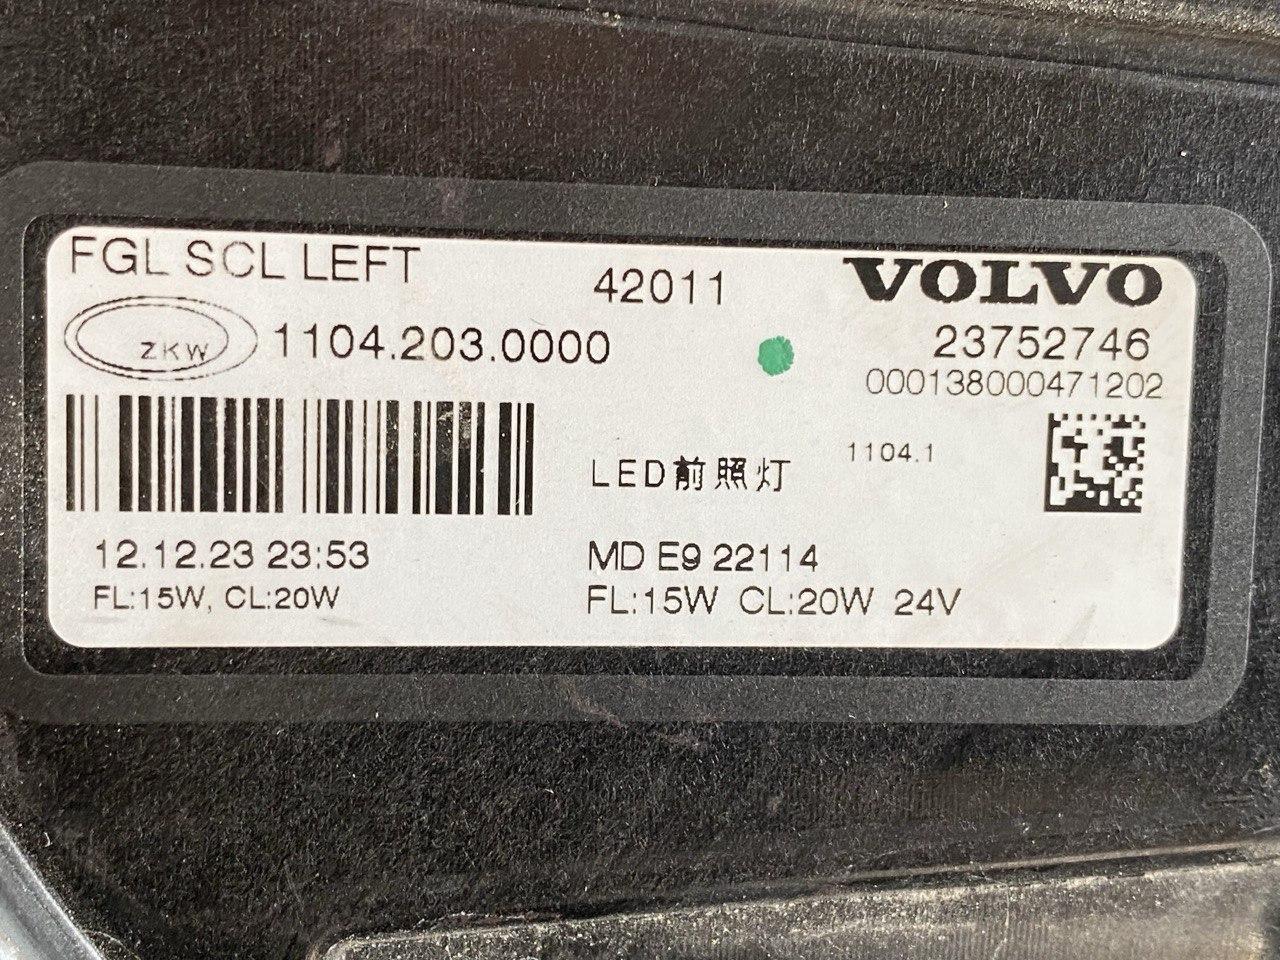 FGL SCL LEFT
42011
VOLVO
ZKW
1104.203.0000
23752746
000138000471202
LED前照灯
1104.1
12.12.23 23:53
MD E9 22114
FL:15W, CL:20W
FL:15W CL:20W 24V